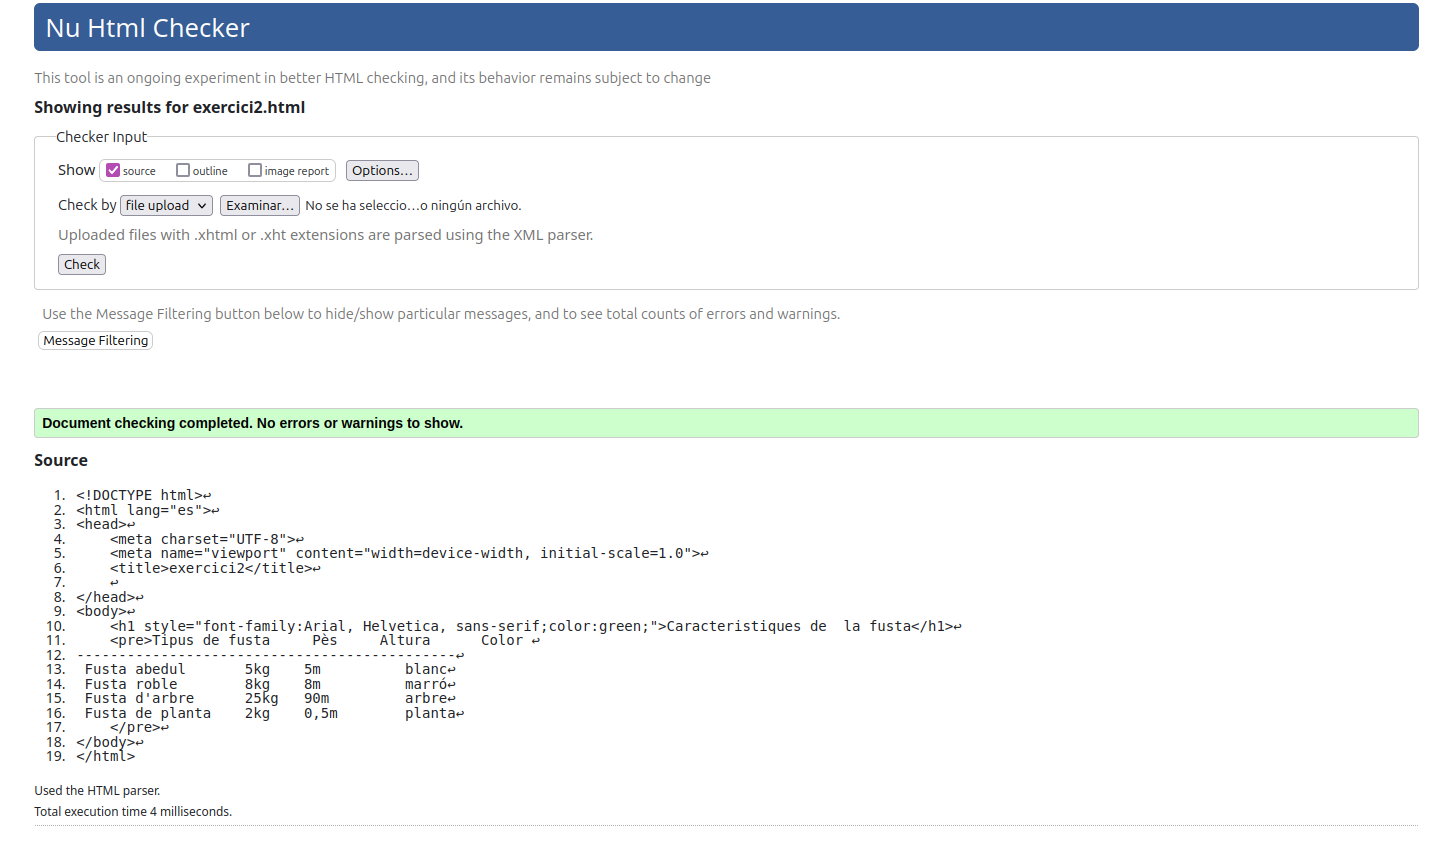 Nu Html Checker
This tool is an ongoing experiment in better HTML checking, and its behavior remains subject to change
Showing results for exercici2.html
Checker Input
Show source outline image report Options...
Check by file upload Examinar... No se ha seleccio...o ningún archivo.
Uploaded files with .xhtml or .xht extensions are parsed using the XML parser.
Check
Use the Message Filtering button below to hide/show particular messages, and to see total counts of errors and warnings.
Message Filtering
Document checking completed. No errors or warnings to show.
Source
1. <!DOCTYPE html>↩
2. <html lang="es">↩
3. <head>↩
4.     <meta charset="UTF-8">↩
5.     <meta name="viewport" content="width=device-width, initial-scale=1.0">↩
6.     <title>exercici2</title>↩
7.     ↩
8. </head>↩
9. <body>↩
10.     <h1 style="font-family:Arial, Helvetica, sans-serif;color:green;">Caracteristiques de  la fusta</h1>↩
11.     <pre>Tipus de fusta     Pès     Altura      Color ↩
12. ---------------------------------------------↩
13.  Fusta abedul       5kg    5m          blanc↩
14.  Fusta roble        8kg    8m          marró↩
15.  Fusta d'arbre      25kg   90m         arbre↩
16.  Fusta de planta    2kg    0,5m        planta↩
17.     </pre>↩
18. </body>↩
19. </html>
Used the HTML parser.
Total execution time 4 milliseconds.